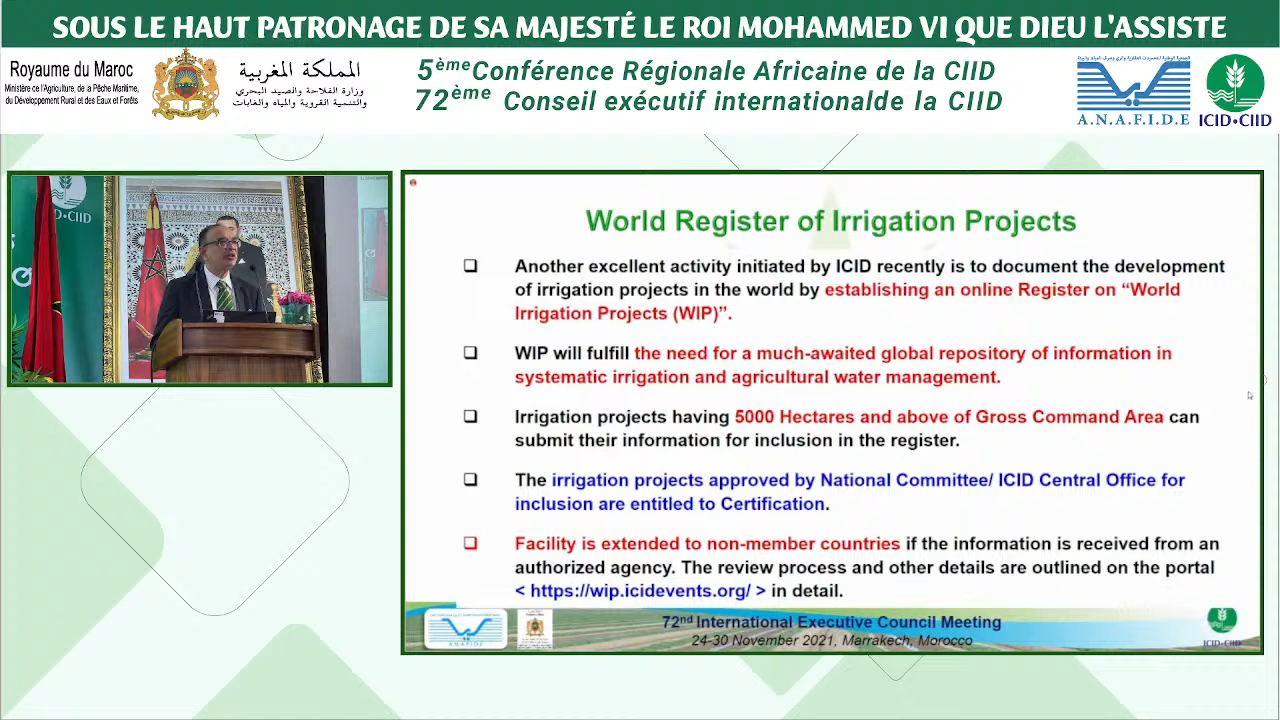 SOUS LE HAUT PATRONAGE DE SA MAJESTÉ LE ROI MOHAMMED VI QUE DIEU L'ASSISTE
Royaume du Maroc
Ministère de l'Agriculture, de la Pêche Maritime,
du Développement Rural et des Eaux et Forêts
المملكة المغربية
وزارة الفلاحة والصيد البحري
والتنمية القروية والمياه والغابات
5ème Conférence Régionale Africaine de la CIID
72ème Conseil exécutif internationalde la CIID
A.N.A.F.I.D.E
ICID•CIID
D•CIID
World Register of Irrigation Projects
❑ Another excellent activity initiated by ICID recently is to document the development
of irrigation projects in the world by establishing an online Register on “World
Irrigation Projects (WIP)”.
❑ WIP will fulfill the need for a much-awaited global repository of information in
systematic irrigation and agricultural water management.
❑ Irrigation projects having 5000 Hectares and above of Gross Command Area can
submit their information for inclusion in the register.
❑ The irrigation projects approved by National Committee/ ICID Central Office for
inclusion are entitled to Certification.
❑ Facility is extended to non-member countries if the information is received from an
authorized agency. The review process and other details are outlined on the portal
< https://wip.icidevents.org/ > in detail.
ANAFIDE
72nd International Executive Council Meeting
24-30 November 2021, Marrakech, Morocco
ICID•CIID